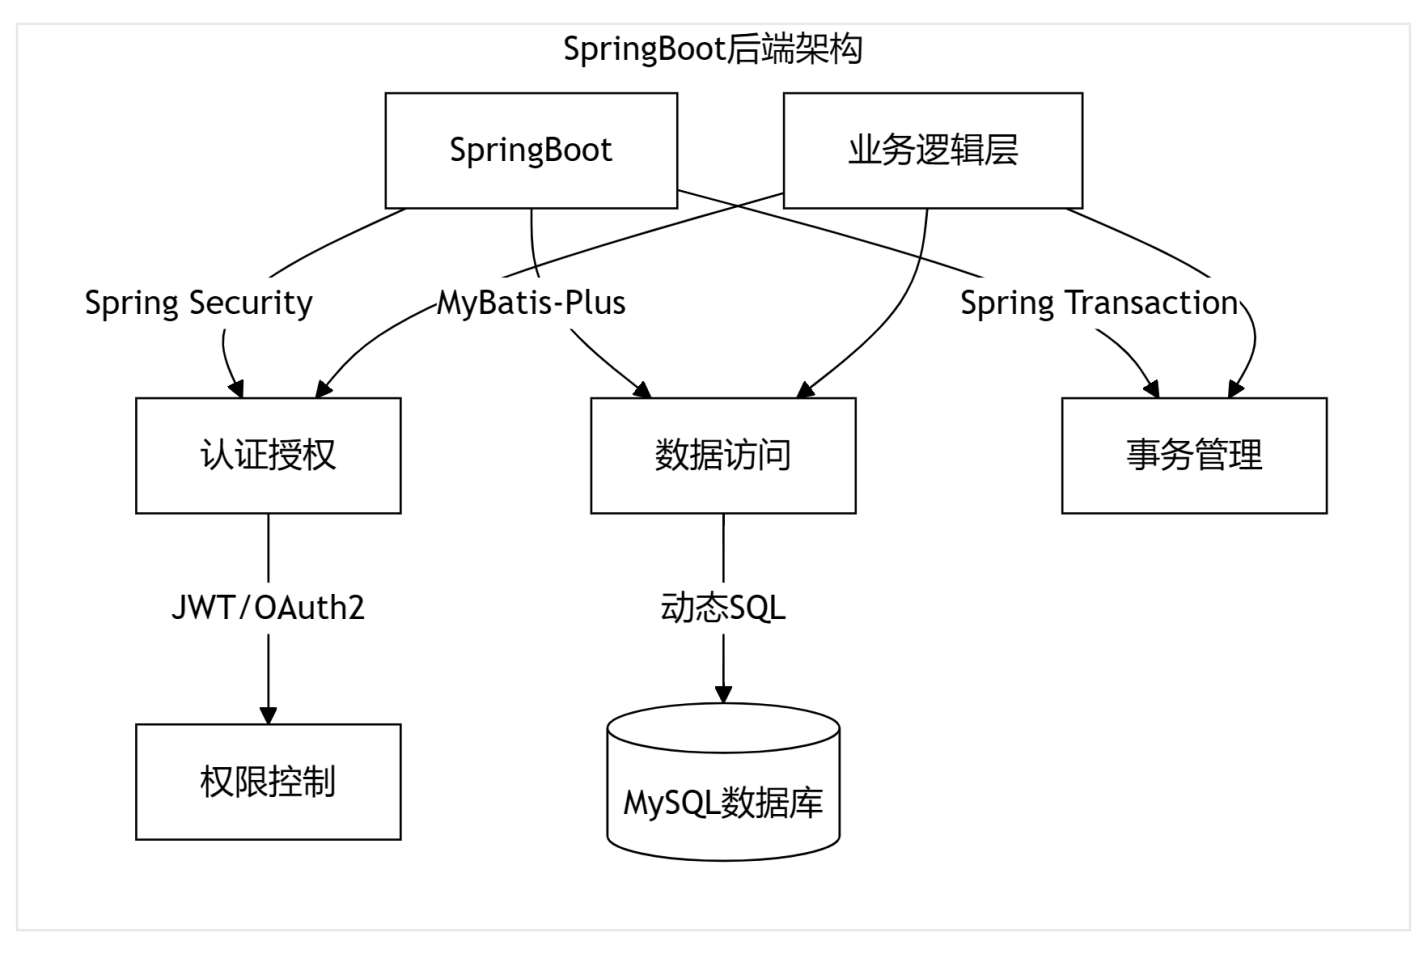 SpringBoot后端架构
SpringBoot
业务逻辑层
Spring Security
MyBatis-Plus
Spring Transaction
认证授权
数据访问
事务管理
JWT/OAuth2
动态SQL
权限控制
MySQL数据库